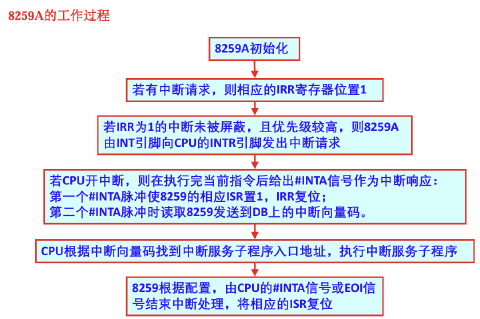 8259A的工作过程
8259A初始化
若有中断请求，则相应的IRR寄存器位置1
若IRR为1的中断未被屏蔽，且优先级较高，则8259A
由INT引脚向CPU的INTR引脚发出中断请求
若CPU开中断，则在执行完当前指令后给出#INTA信号作为中断响应：
第一个#INTA脉冲使8259的相应ISR置1，IRR复位；
第二个#INTA脉冲时读取8259发送到DB上的中断向量码。
CPU根据中断向量码找到中断服务子程序入口地址，执行中断服务子程序
8259根据配置，由CPU的#INTA信号或EOI信
号结束中断处理，将相应的ISR复位